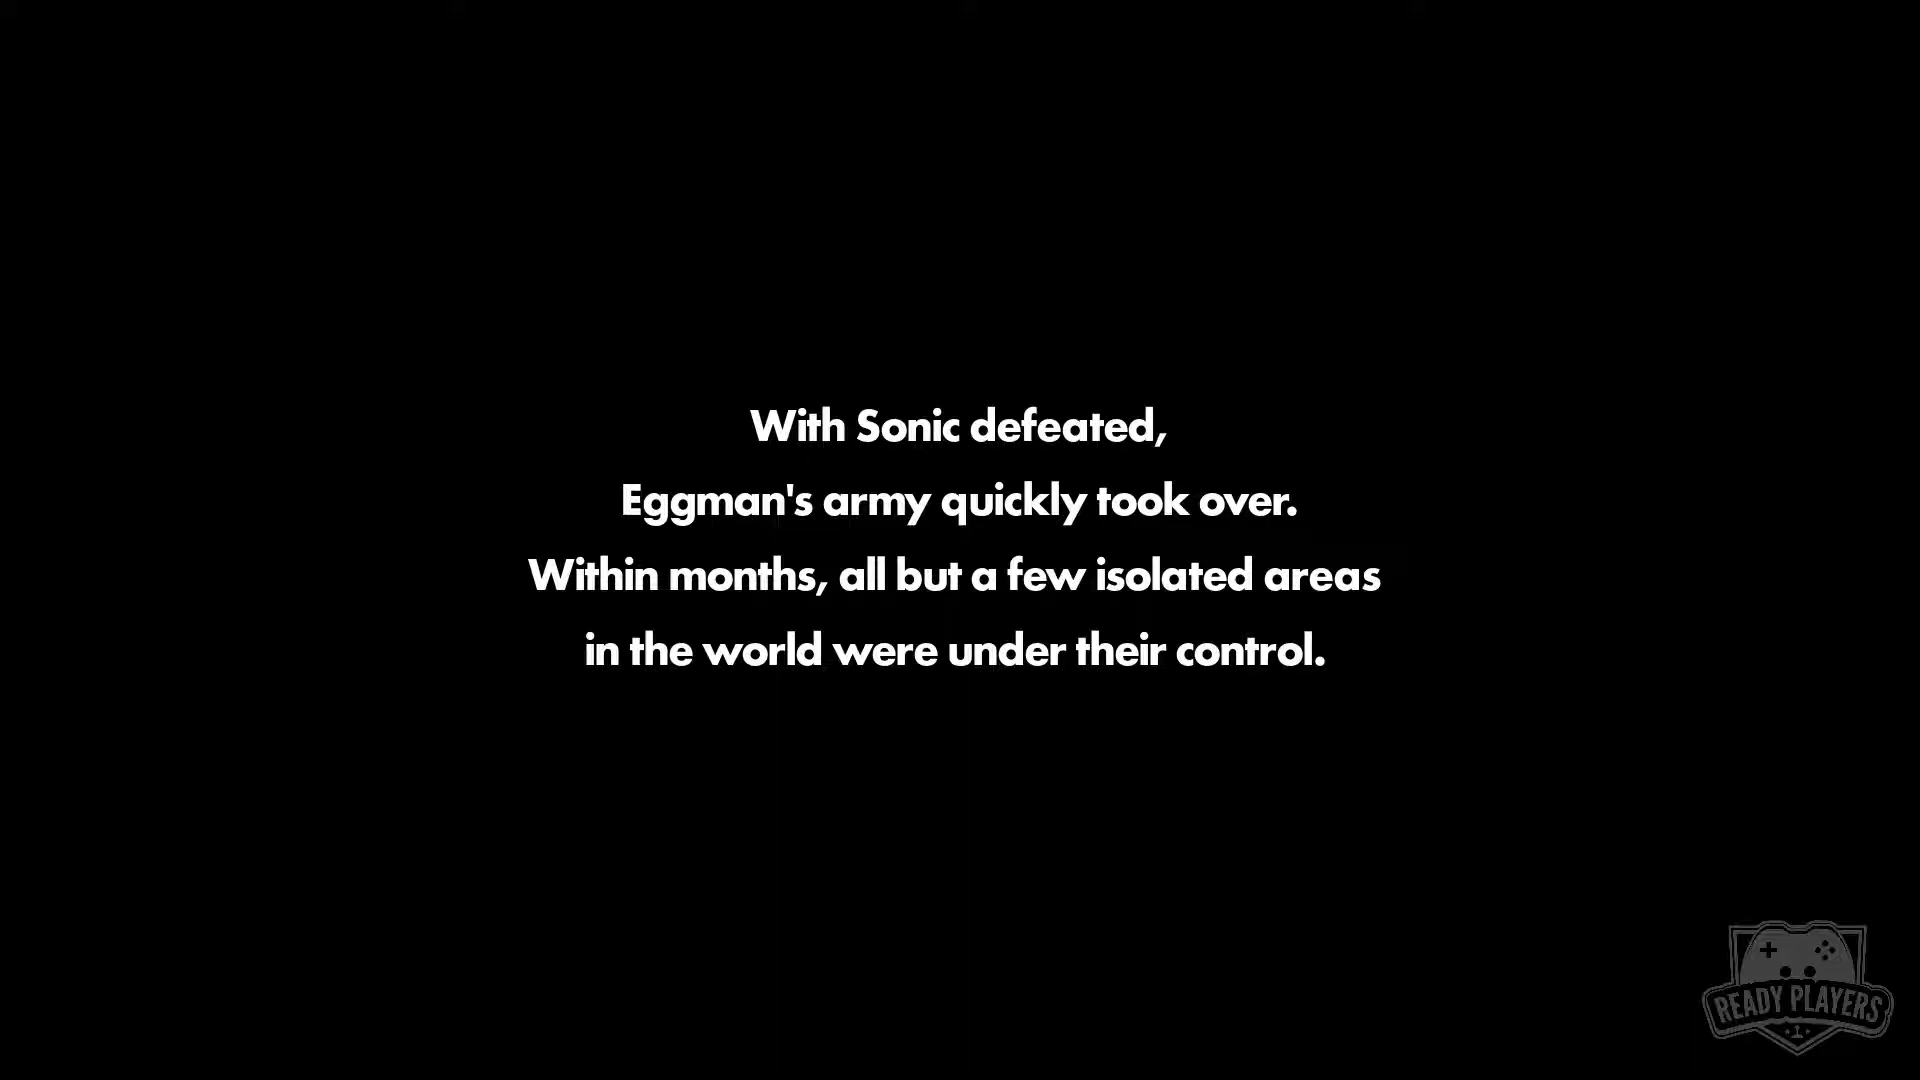 With Sonic defeated,
Eggman's army quickly took over.
Within months, all but a few isolated areas
in the world were under their control.
READY PLAYERS